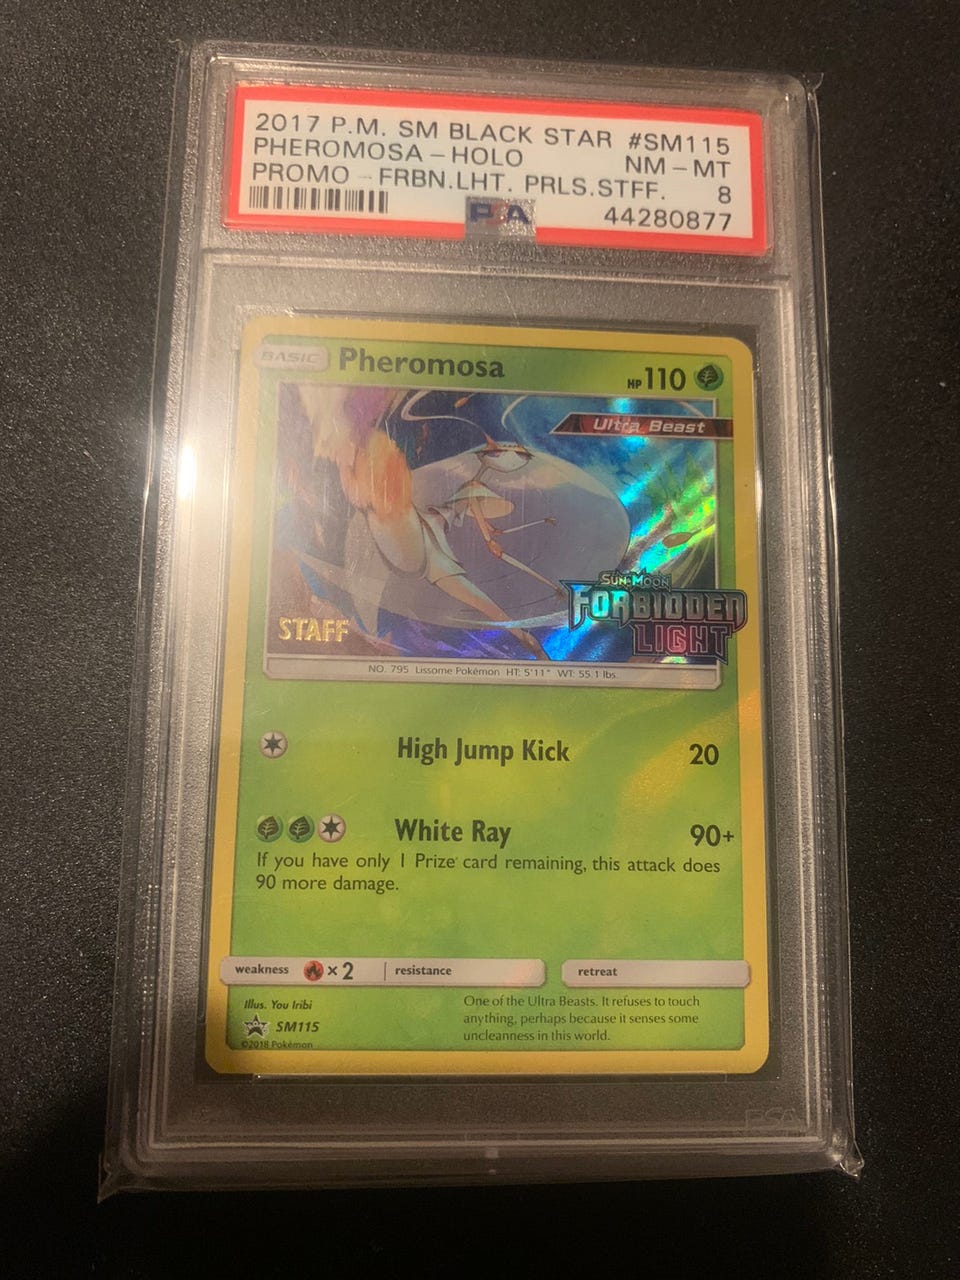 2017 P.M. SM BLACK STAR #SM115
PHEROMOSA - HOLO NM - MT
PROMO - FRBN.LHT. PRLS.STFF. 8
PSA 44280877
BASIC Pheromosa HP 110
Ultra Beast
SUN & MOON
FORBIDDEN
LIGHT
STAFF
NO. 795 Lissome Pokémon HT: 5'11" WT: 55.1 lbs.
High Jump Kick 20
White Ray 90+
If you have only 1 Prize card remaining, this attack does
90 more damage.
weakness ×2 resistance retreat
Illus. You Iribi
SM115
©2018 Pokémon
One of the Ultra Beasts. It refuses to touch
anything, perhaps because it senses some
uncleanness in this world.
PSA